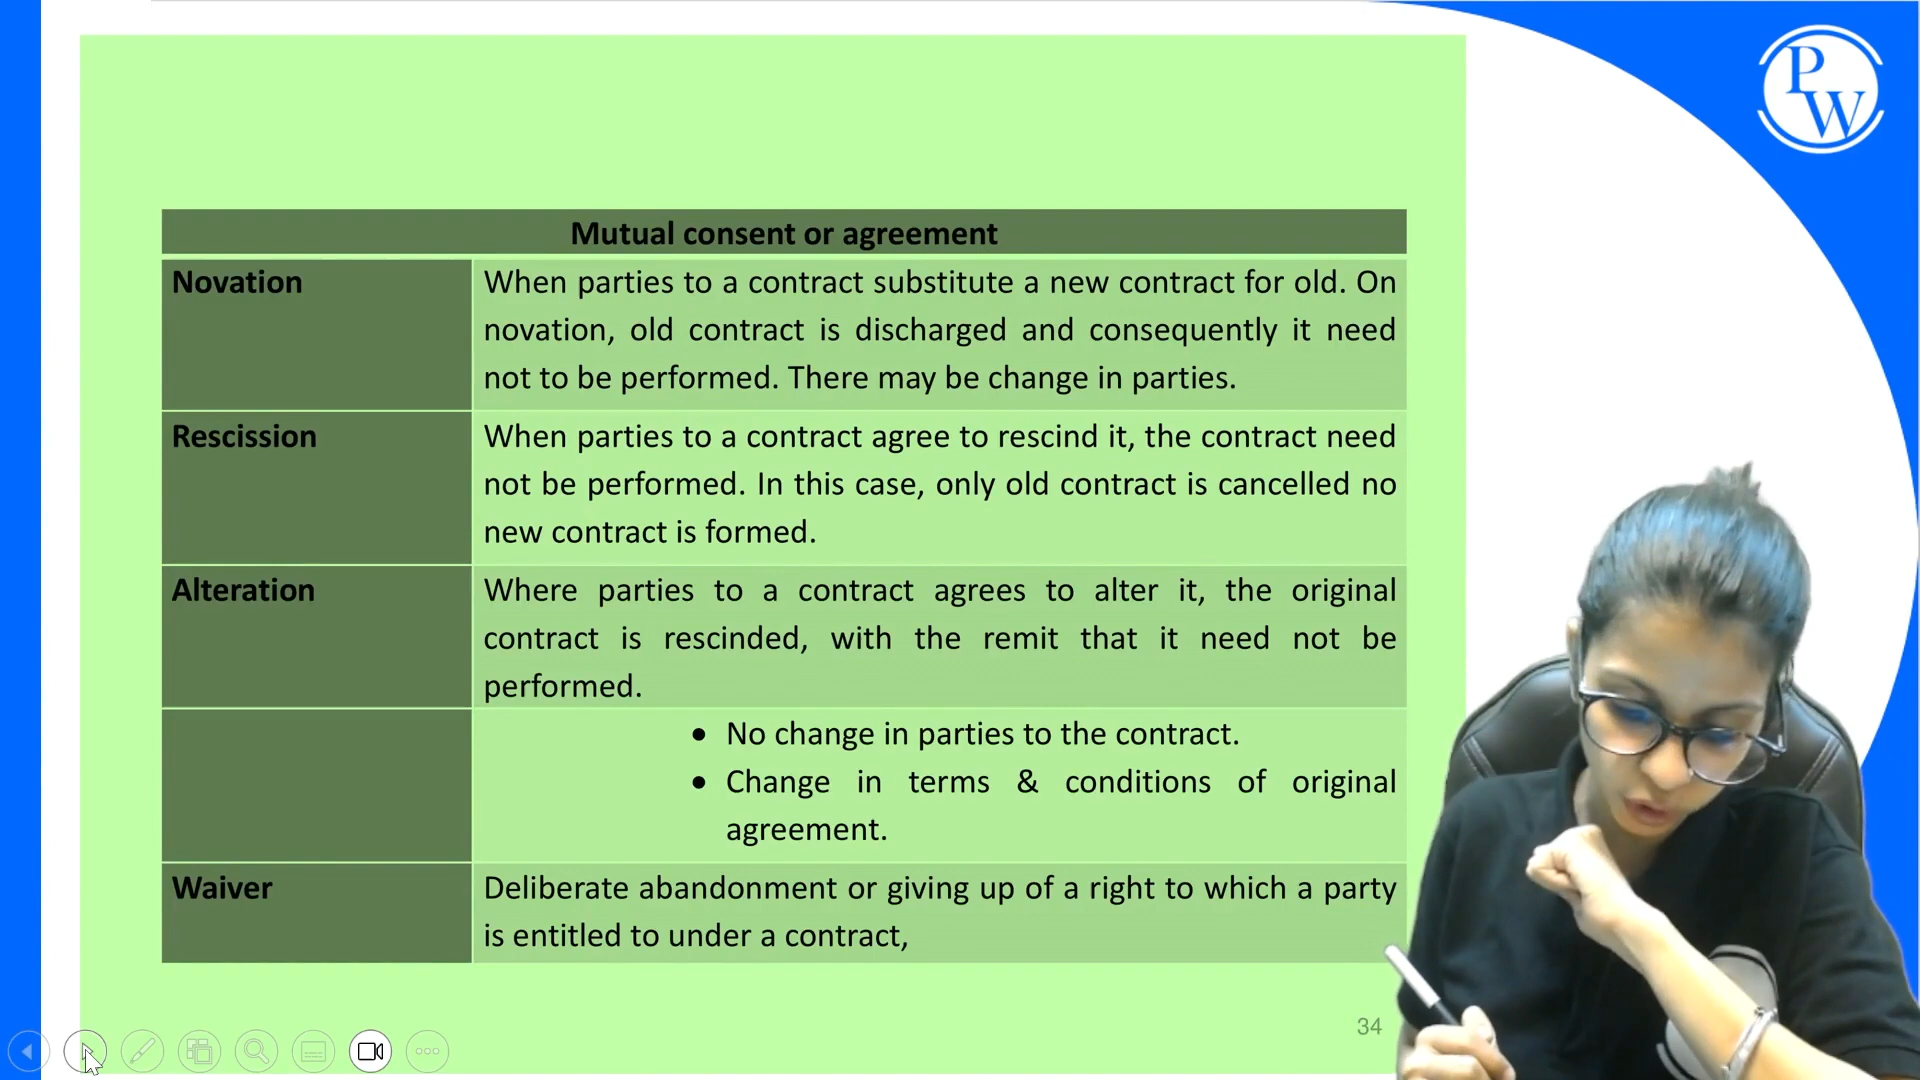 P
W
Mutual consent or agreement
Novation
When parties to a contract substitute a new contract for old. On
novation, old contract is discharged and consequently it need
not to be performed. There may be change in parties.
Rescission
When parties to a contract agree to rescind it, the contract need
not be performed. In this case, only old contract is cancelled no
new contract is formed.
Alteration
Where parties to a contract agrees to alter it, the original
contract is rescinded, with the remit that it need not be
performed.
• No change in parties to the contract.
• Change in terms & conditions of original
agreement.
Waiver
Deliberate abandonment or giving up of a right to which a party
is entitled to under a contract,
34